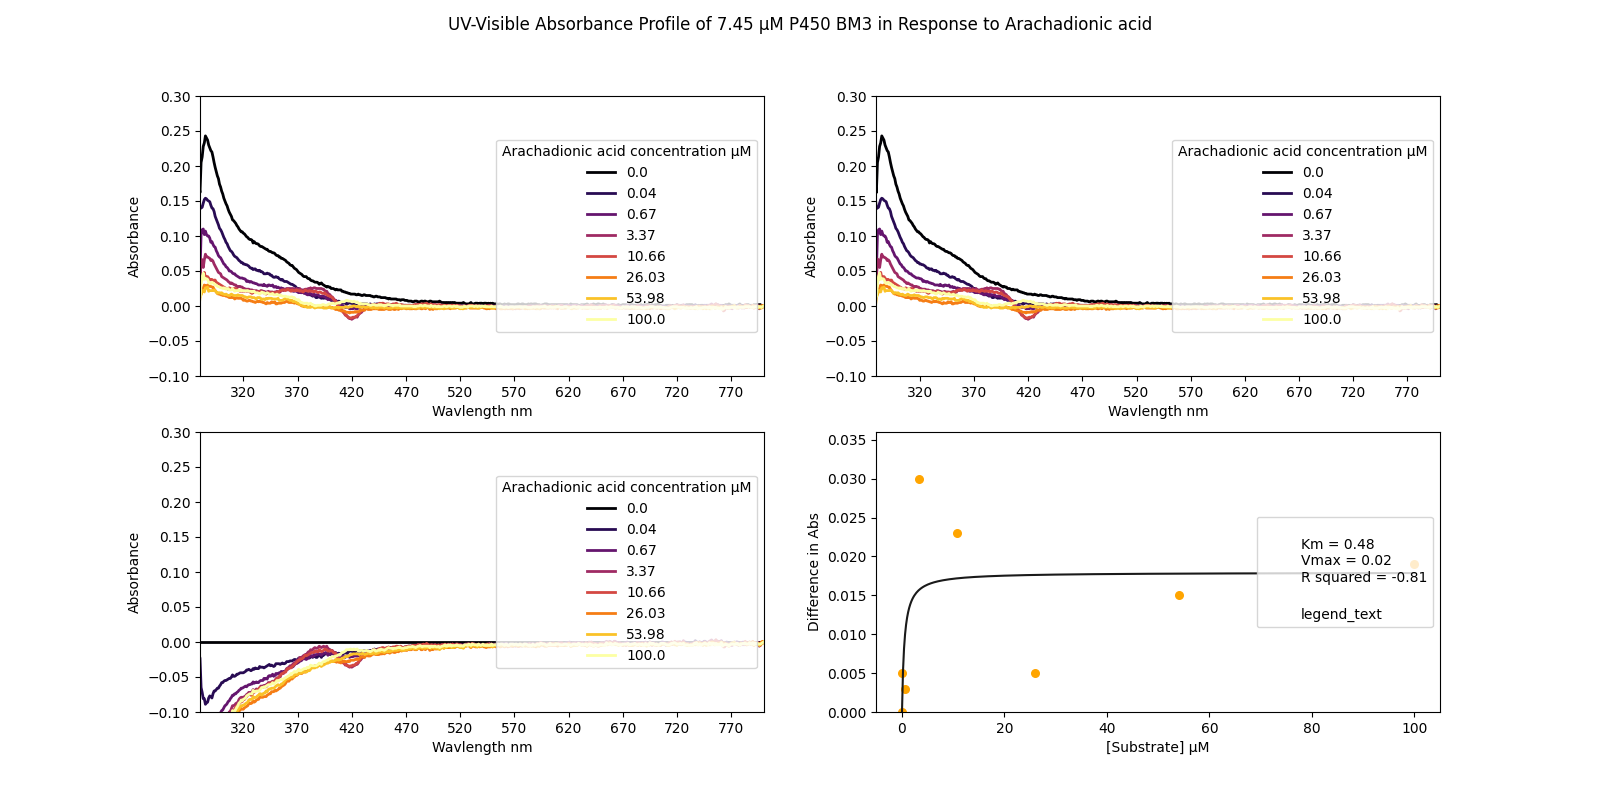 UV-Visible Absorbance Profile of 7.45 μM P450 BM3 in Response to Arachadionic acid
0.30
0.25
0.20
0.15
0.10
0.05
0.00
−0.05
−0.10
Absorbance
320 370 420 470 520 570 620 670 720 770
Wavlength nm
Arachadionic acid concentration μM
0.0
0.04
0.67
3.37
10.66
26.03
53.98
100.0
0.30
0.25
0.20
0.15
0.10
0.05
0.00
−0.05
−0.10
Absorbance
320 370 420 470 520 570 620 670 720 770
Wavlength nm
Arachadionic acid concentration μM
0.0
0.04
0.67
3.37
10.66
26.03
53.98
100.0
0.30
0.25
0.20
0.15
0.10
0.05
0.00
−0.05
−0.10
Absorbance
320 370 420 470 520 570 620 670 720 770
Wavlength nm
Arachadionic acid concentration μM
0.0
0.04
0.67
3.37
10.66
26.03
53.98
100.0
0.035
0.030
0.025
0.020
0.015
0.010
0.005
0.000
Difference in Abs
0 20 40 60 80 100
[Substrate] μM
Km = 0.48
Vmax = 0.02
R squared = -0.81
legend_text